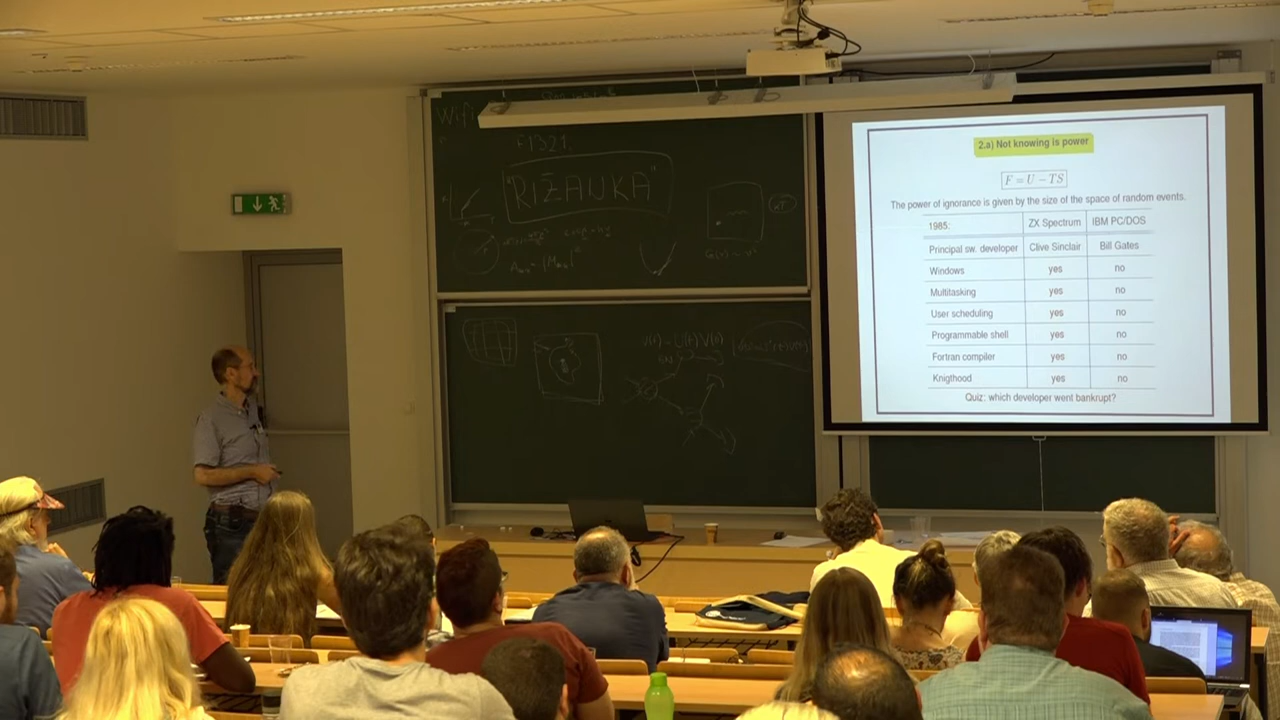 Wifi
F1321.
"RIŽANKA"
2.a) Not knowing is power
F = U − TS
The power of ignorance is given by the size of the space of random events.
1985: ZX Spectrum IBM PC/DOS
Principal sw. developer Clive Sinclair Bill Gates
Windows yes no
Multitasking yes no
User scheduling yes no
Programmable shell yes no
Fortran compiler yes no
Knigthood yes no
Quiz: which developer went bankrupt?